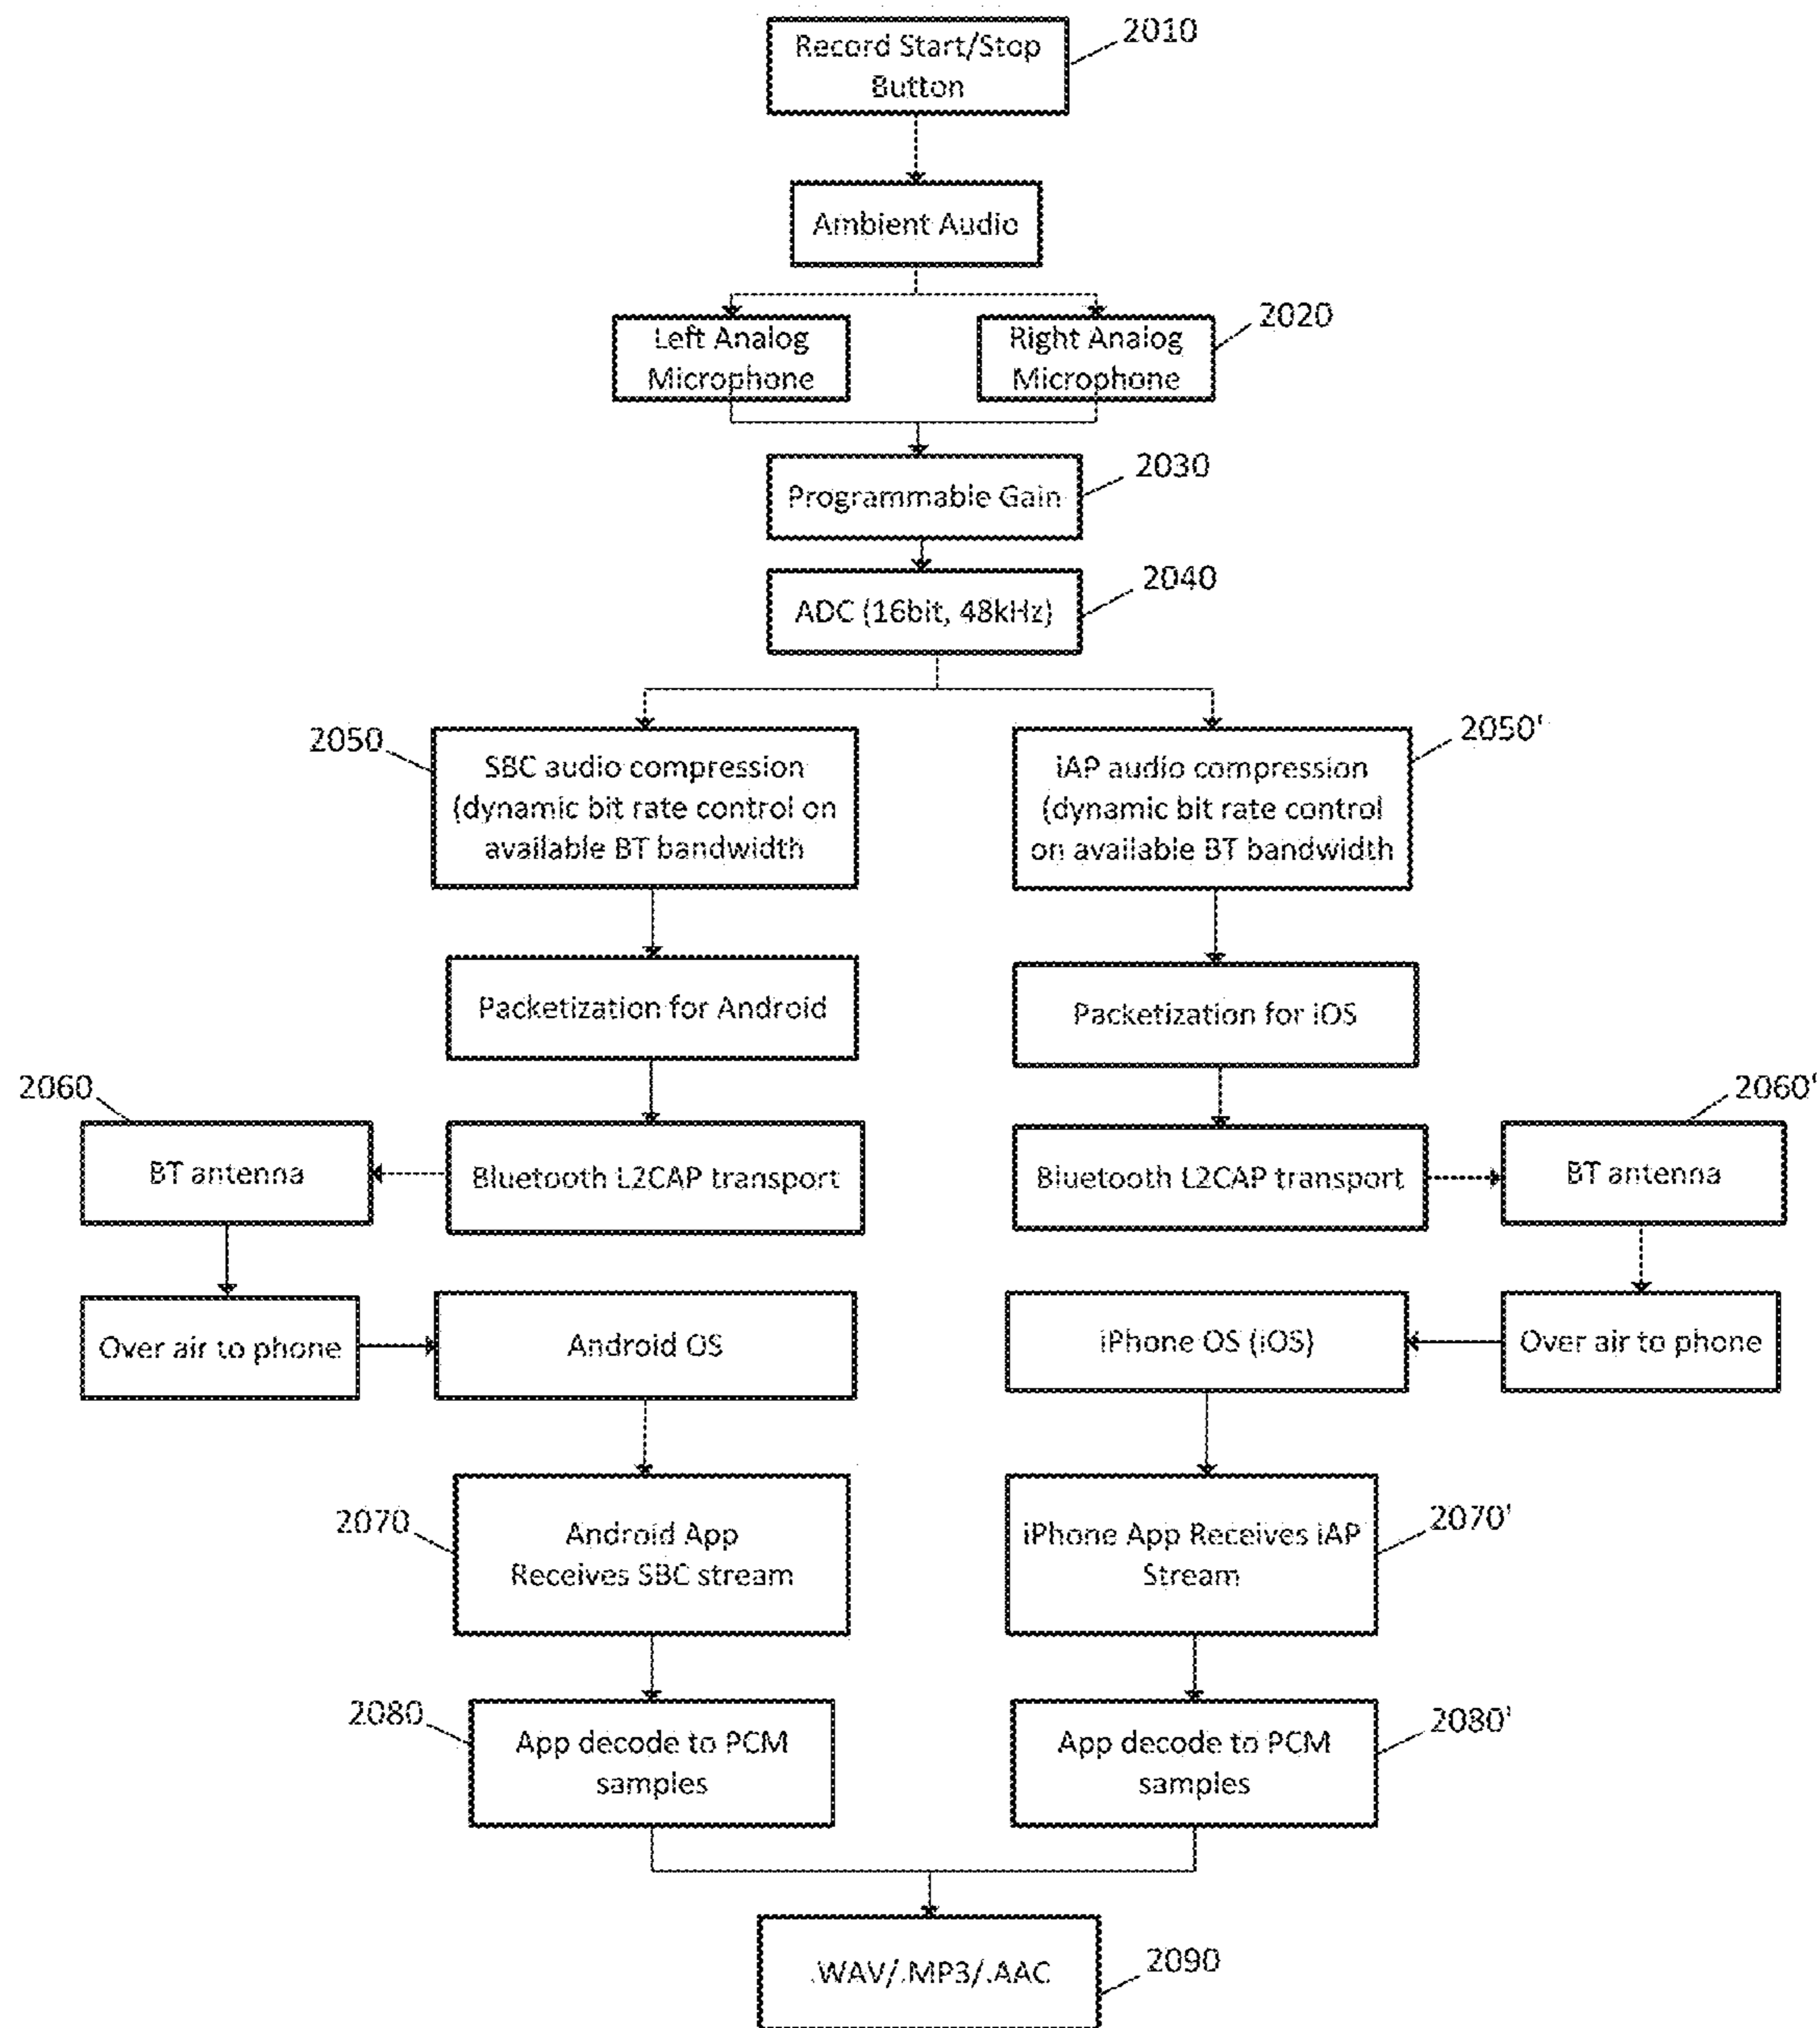 Record Start/Stop
Button
2010
Ambient Audio
Left Analog
Microphone
Right Analog
Microphone
2020
Programmable Gain
2030
ADC (16bit, 48kHz)
2040
2050
SBC audio compression
(dynamic bit rate control on
available BT bandwidth
iAP audio compression
(dynamic bit rate control
on available BT bandwidth
2050'
Packetization for Android
Packetization for iOS
2060
BT antenna
Bluetooth L2CAP transport
Bluetooth L2CAP transport
BT antenna
2060'
Over air to phone
Android OS
iPhone OS (iOS)
Over air to phone
2070
Android App
Receives SBC stream
iPhone App Receives iAP
Stream
2070'
2080
App decode to PCM
samples
App decode to PCM
samples
2080'
.WAV/.MP3/.AAC
2090